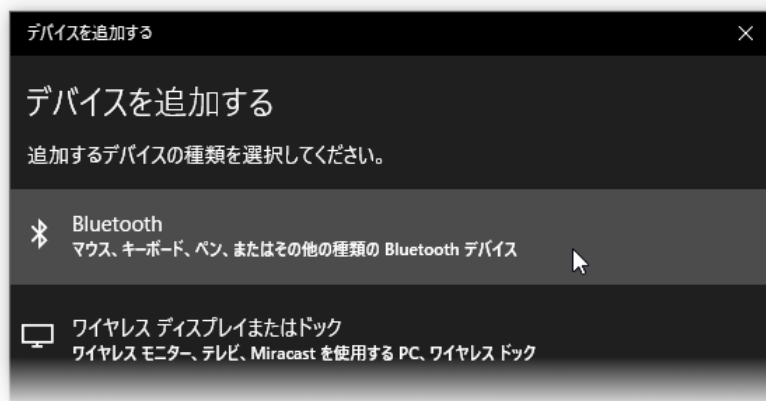 デバイスを追加する
デバイスを追加する
追加するデバイスの種類を選択してください。
Bluetooth
マウス、キーボード、ペン、またはその他の種類の Bluetooth デバイス
ワイヤレス ディスプレイまたはドック
ワイヤレス モニター、テレビ、Miracast を使用する PC、ワイヤレス ドック